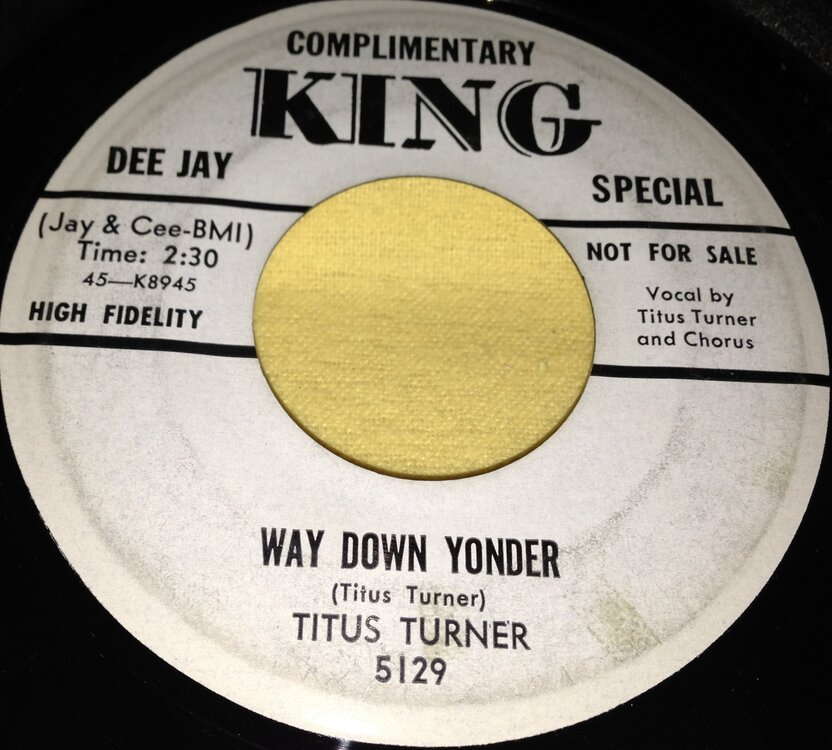 COMPLIMENTARY
KING
DEE JAY
SPECIAL
(Jay & Cee-BMI)
Time: 2:30
45—K8945
HIGH FIDELITY
NOT FOR SALE
Vocal by
Titus Turner
and Chorus
WAY DOWN YONDER
(Titus Turner)
TITUS TURNER
5129